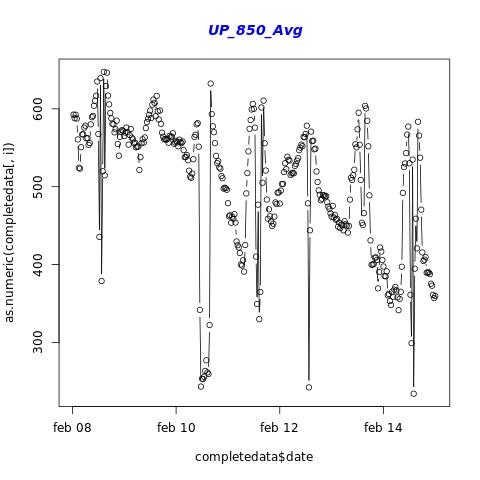 UP_850_Avg
as.numeric(completedata[, i])
600
500
400
300
feb 08
feb 10
feb 12
feb 14
completedata$date